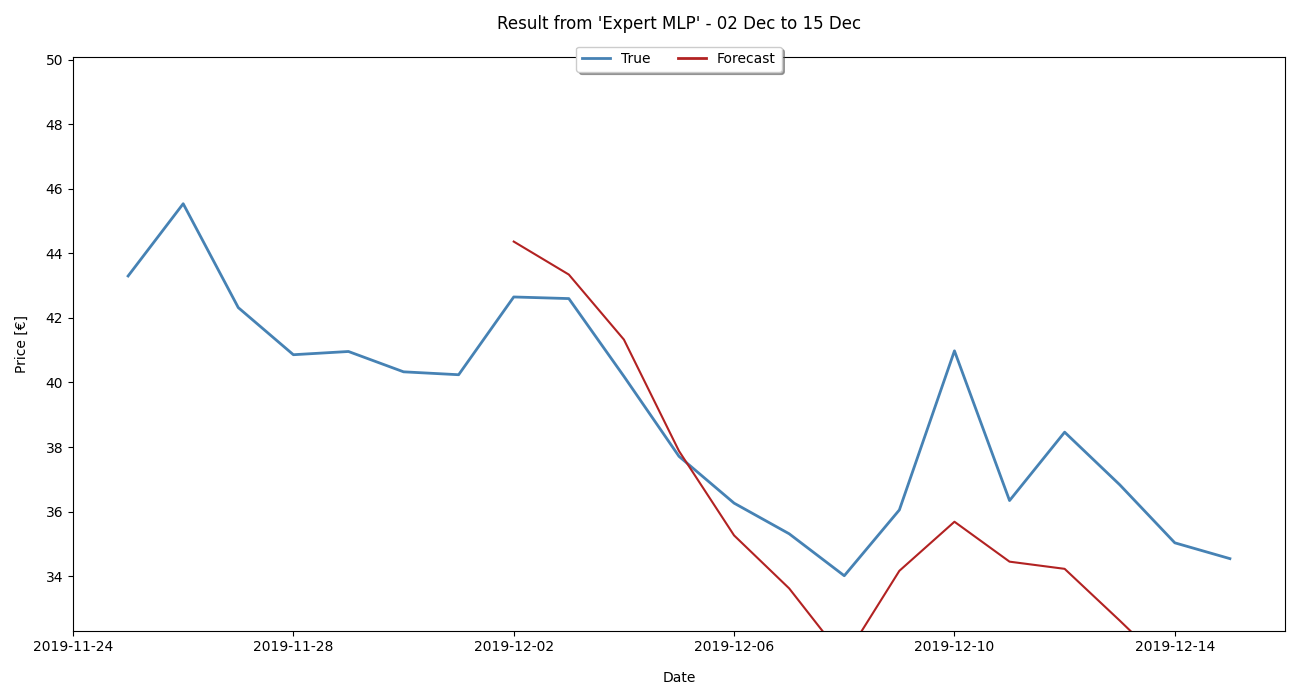 Result from 'Expert MLP' - 02 Dec to 15 Dec
True Forecast
50
48
46
44
42
40
38
36
34
Price [€]
2019-11-24 2019-11-28 2019-12-02 2019-12-06 2019-12-10 2019-12-14
Date